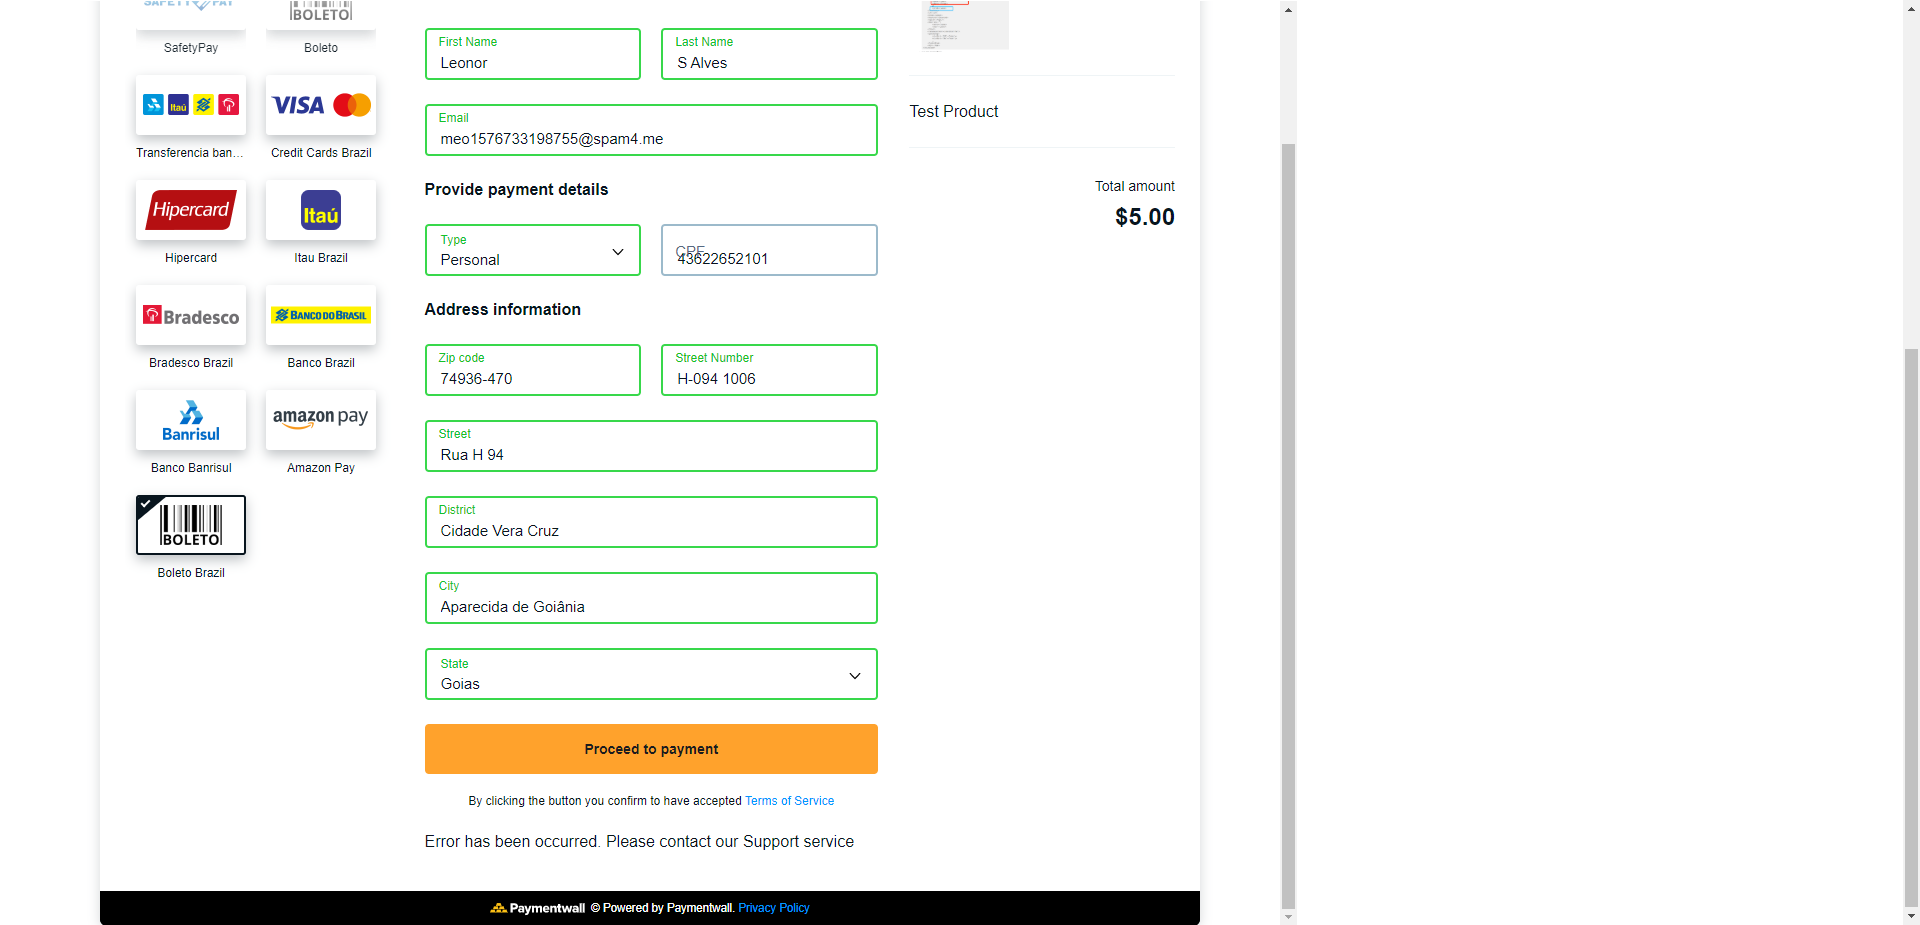 SAFETYPAY
BOLETO
SafetyPay
Boleto
Itaú
VISA
Transferencia ban...
Credit Cards Brazil
Hipercard
Itaú
Hipercard
Itau Brazil
Bradesco
BANCO DO BRASIL
Bradesco Brazil
Banco Brazil
Banrisul
amazon pay
Banco Banrisul
Amazon Pay
BOLETO
Boleto Brazil
First Name
Leonor
Last Name
S Alves
Email
meo1576733198755@spam4.me
Provide payment details
Type
Personal
CPF
43622652101
Address information
Zip code
74936-470
Street Number
H-094 1006
Street
Rua H 94
District
Cidade Vera Cruz
City
Aparecida de Goiânia
State
Goias
Proceed to payment
By clicking the button you confirm to have accepted Terms of Service
Error has been occurred. Please contact our Support service
Test Product
Total amount
$5.00
Paymentwall © Powered by Paymentwall. Privacy Policy